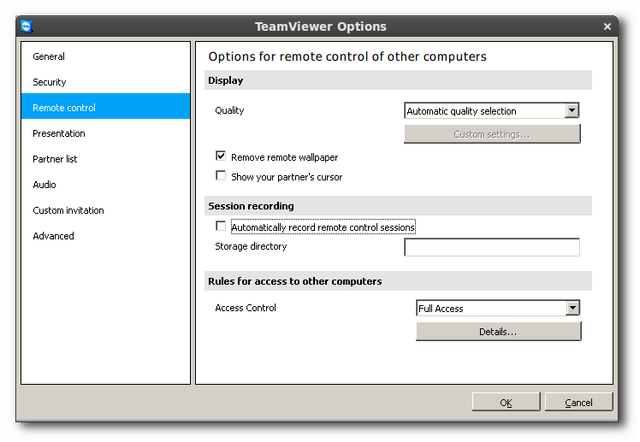 TeamViewer Options
General
Security
Remote control
Presentation
Partner list
Audio
Custom invitation
Advanced
Options for remote control of other computers
Display
Quality
Automatic quality selection
Custom settings...
Remove remote wallpaper
Show your partner's cursor
Session recording
Automatically record remote control sessions
Storage directory
Rules for access to other computers
Access Control
Full Access
Details...
OK
Cancel